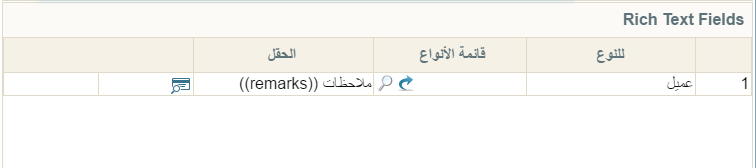 Rich Text Fields
للنوع قائمة الأنواع الحقل
1 عميل ملاحظات ((remarks))